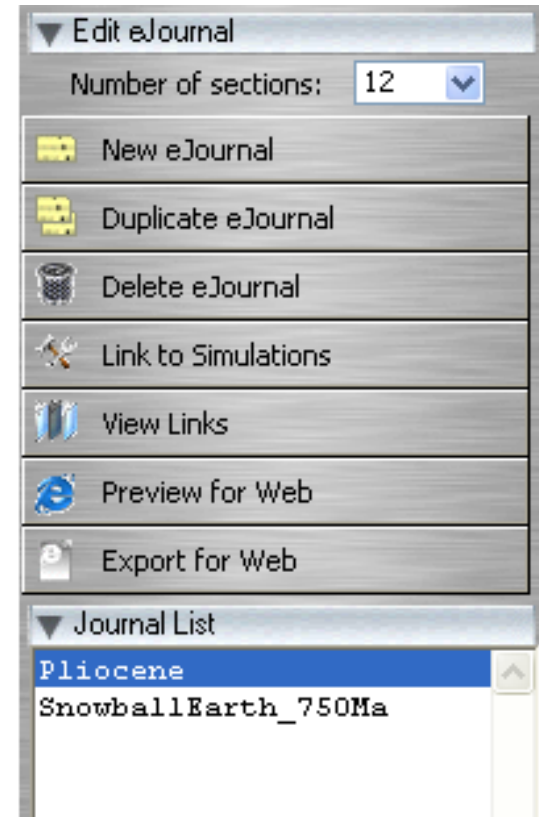 Edit eJournal
Number of sections: 12
New eJournal
Duplicate eJournal
Delete eJournal
Link to Simulations
View Links
Preview for Web
Export for Web
Journal List
Pliocene
SnowballEarth_750Ma